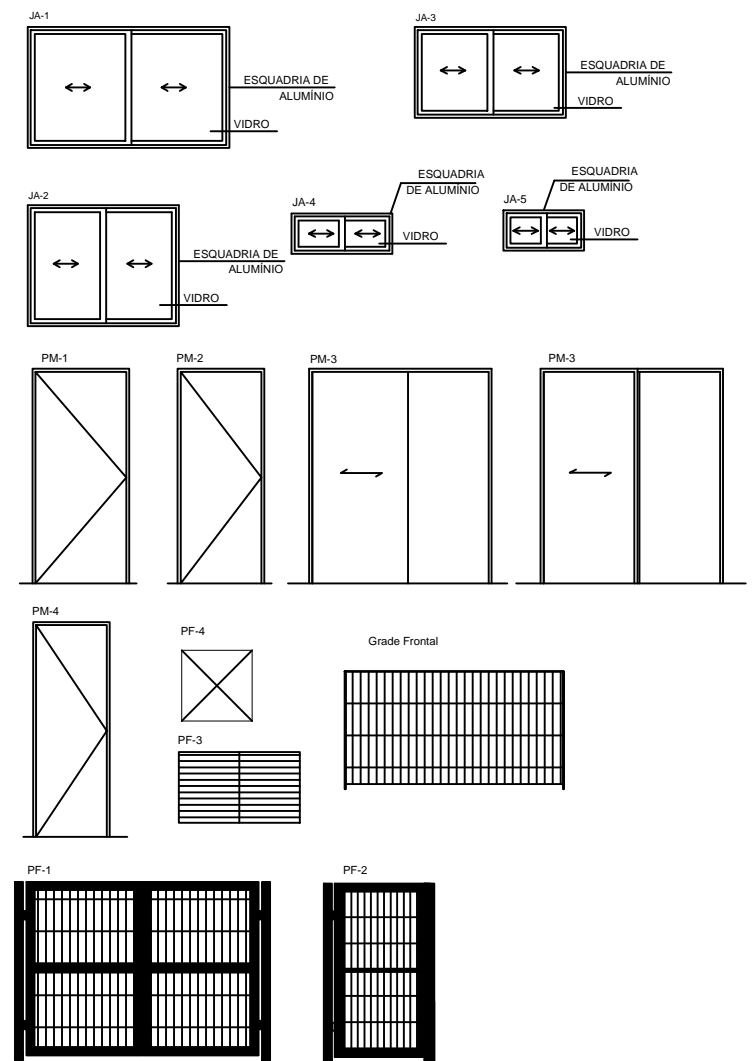 JA-1
ESQUADRIA DE
ALUMÍNIO
VIDRO
JA-3
ESQUADRIA DE
ALUMÍNIO
VIDRO
JA-2
ESQUADRIA DE
ALUMÍNIO
VIDRO
JA-4
ESQUADRIA
DE ALUMÍNIO
VIDRO
JA-5
ESQUADRIA
DE ALUMÍNIO
VIDRO
PM-1
PM-2
PM-3
PM-3
PM-4
PF-4
Grade Frontal
PF-3
PF-1
PF-2